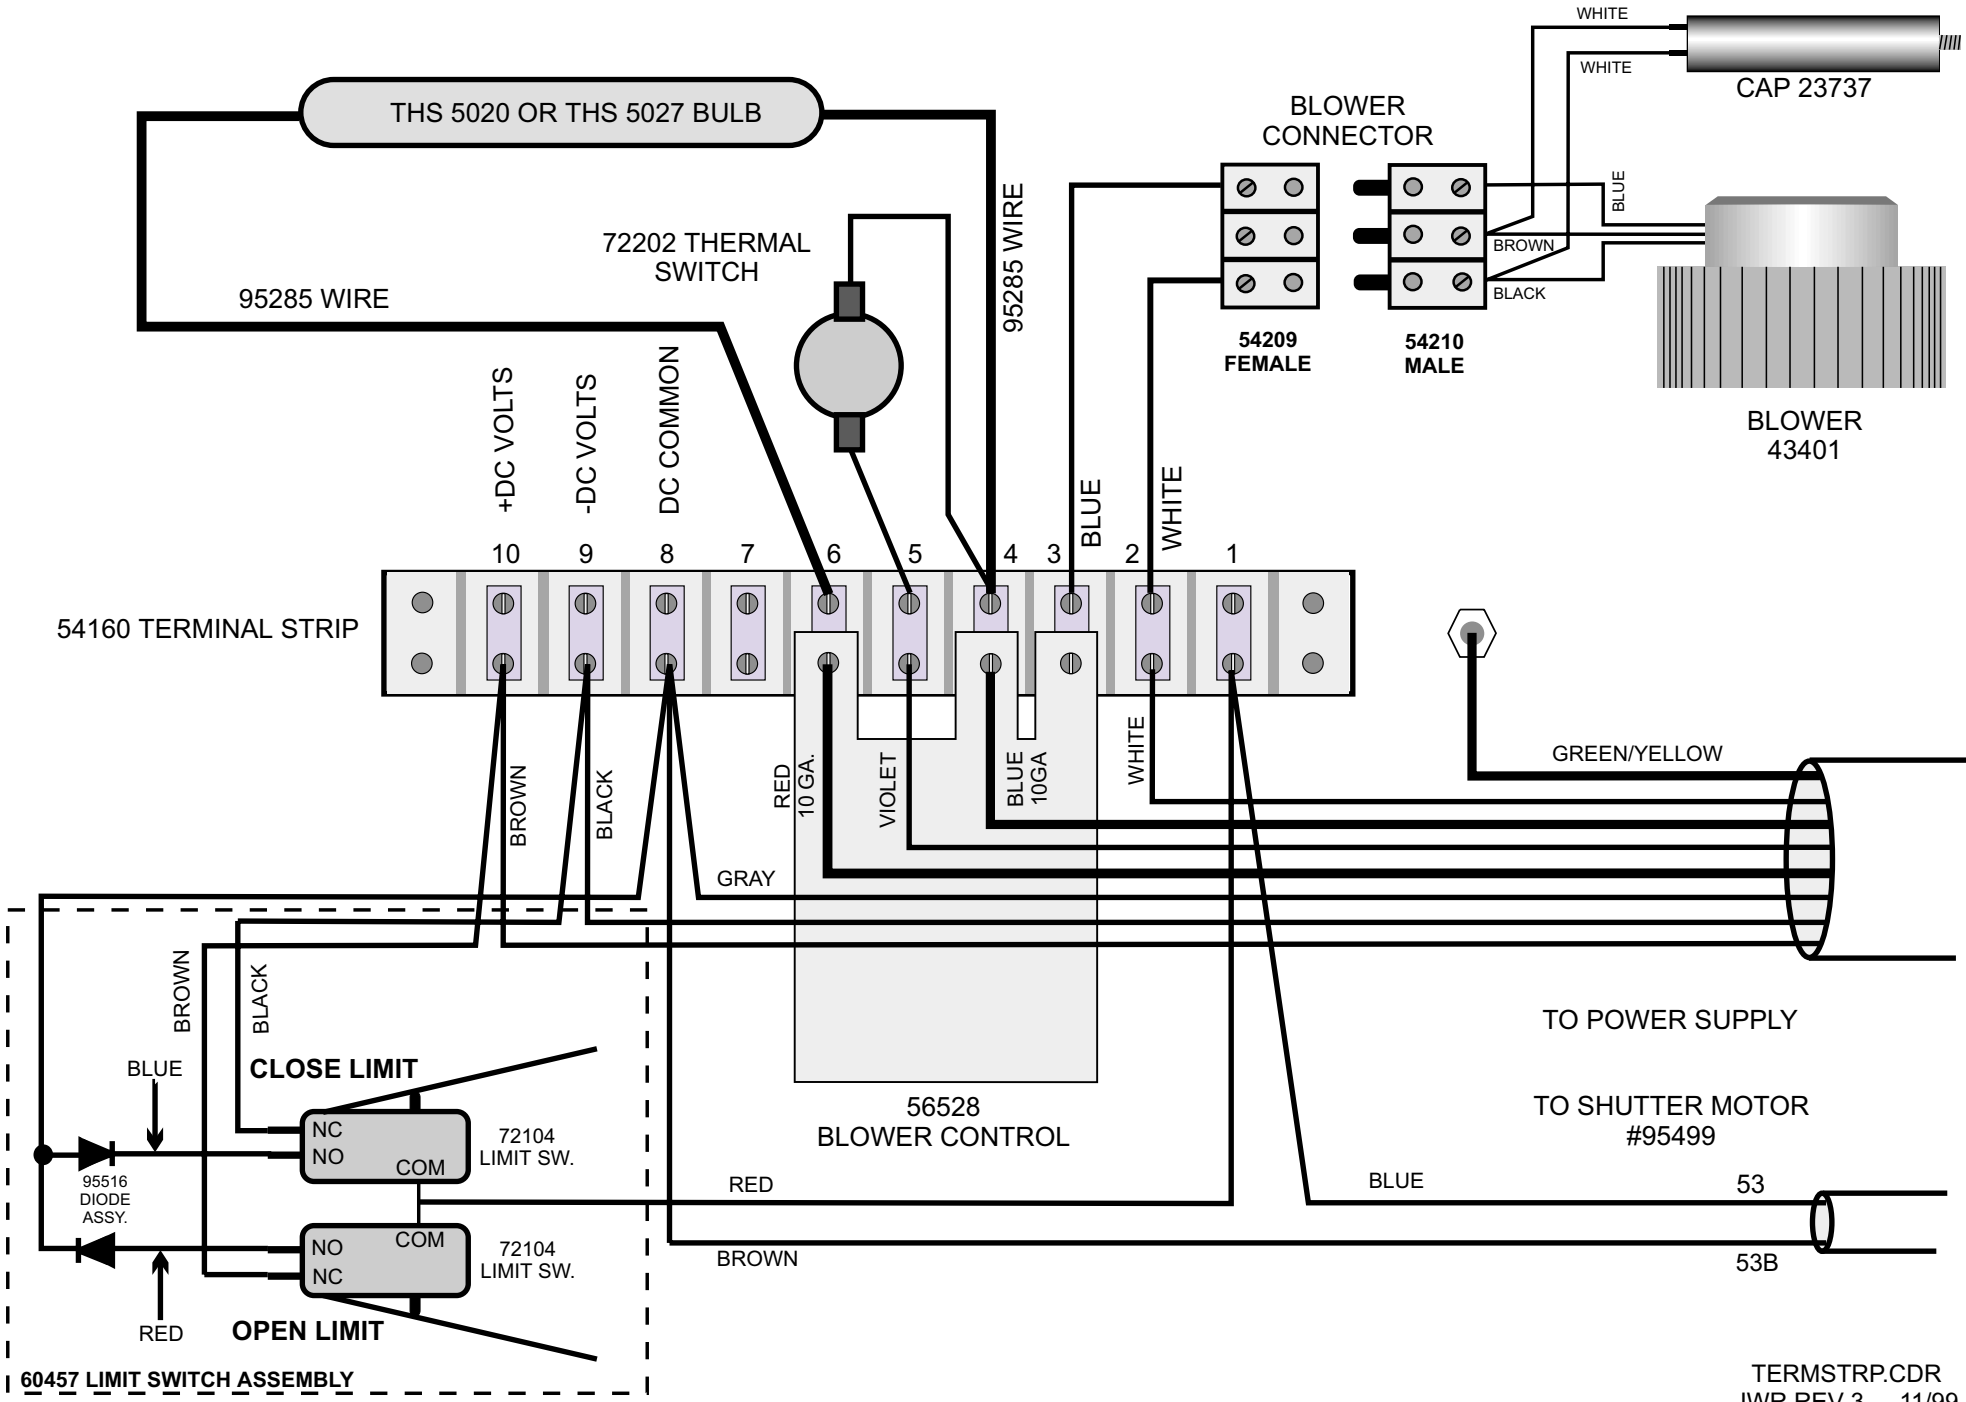 WHITE
WHITE
CAP 23737
THS 5020 OR THS 5027 BULB
BLOWER
CONNECTOR
BLUE
BROWN
BLACK
54209
FEMALE
54210
MALE
BLOWER
43401
72202 THERMAL
SWITCH
95285 WIRE
95285 WIRE
+DC VOLTS
-DC VOLTS
DC COMMON
BLUE
WHITE
10
9
8
7
6
5
4
3
2
1
54160 TERMINAL STRIP
BROWN
BLACK
RED
10 GA.
VIOLET
BLUE
10GA
WHITE
GREEN/YELLOW
GRAY
BROWN
BLACK
TO POWER SUPPLY
BLUE
CLOSE LIMIT
NC
NO
COM
72104
LIMIT SW.
95516
DIODE
ASSY.
56528
BLOWER CONTROL
TO SHUTTER MOTOR
#95499
RED
BLUE
53
NO
NC
COM
72104
LIMIT SW.
BROWN
53B
RED
OPEN LIMIT
60457 LIMIT SWITCH ASSEMBLY
TERMSTRP.CDR
JWR REV 3 11/99